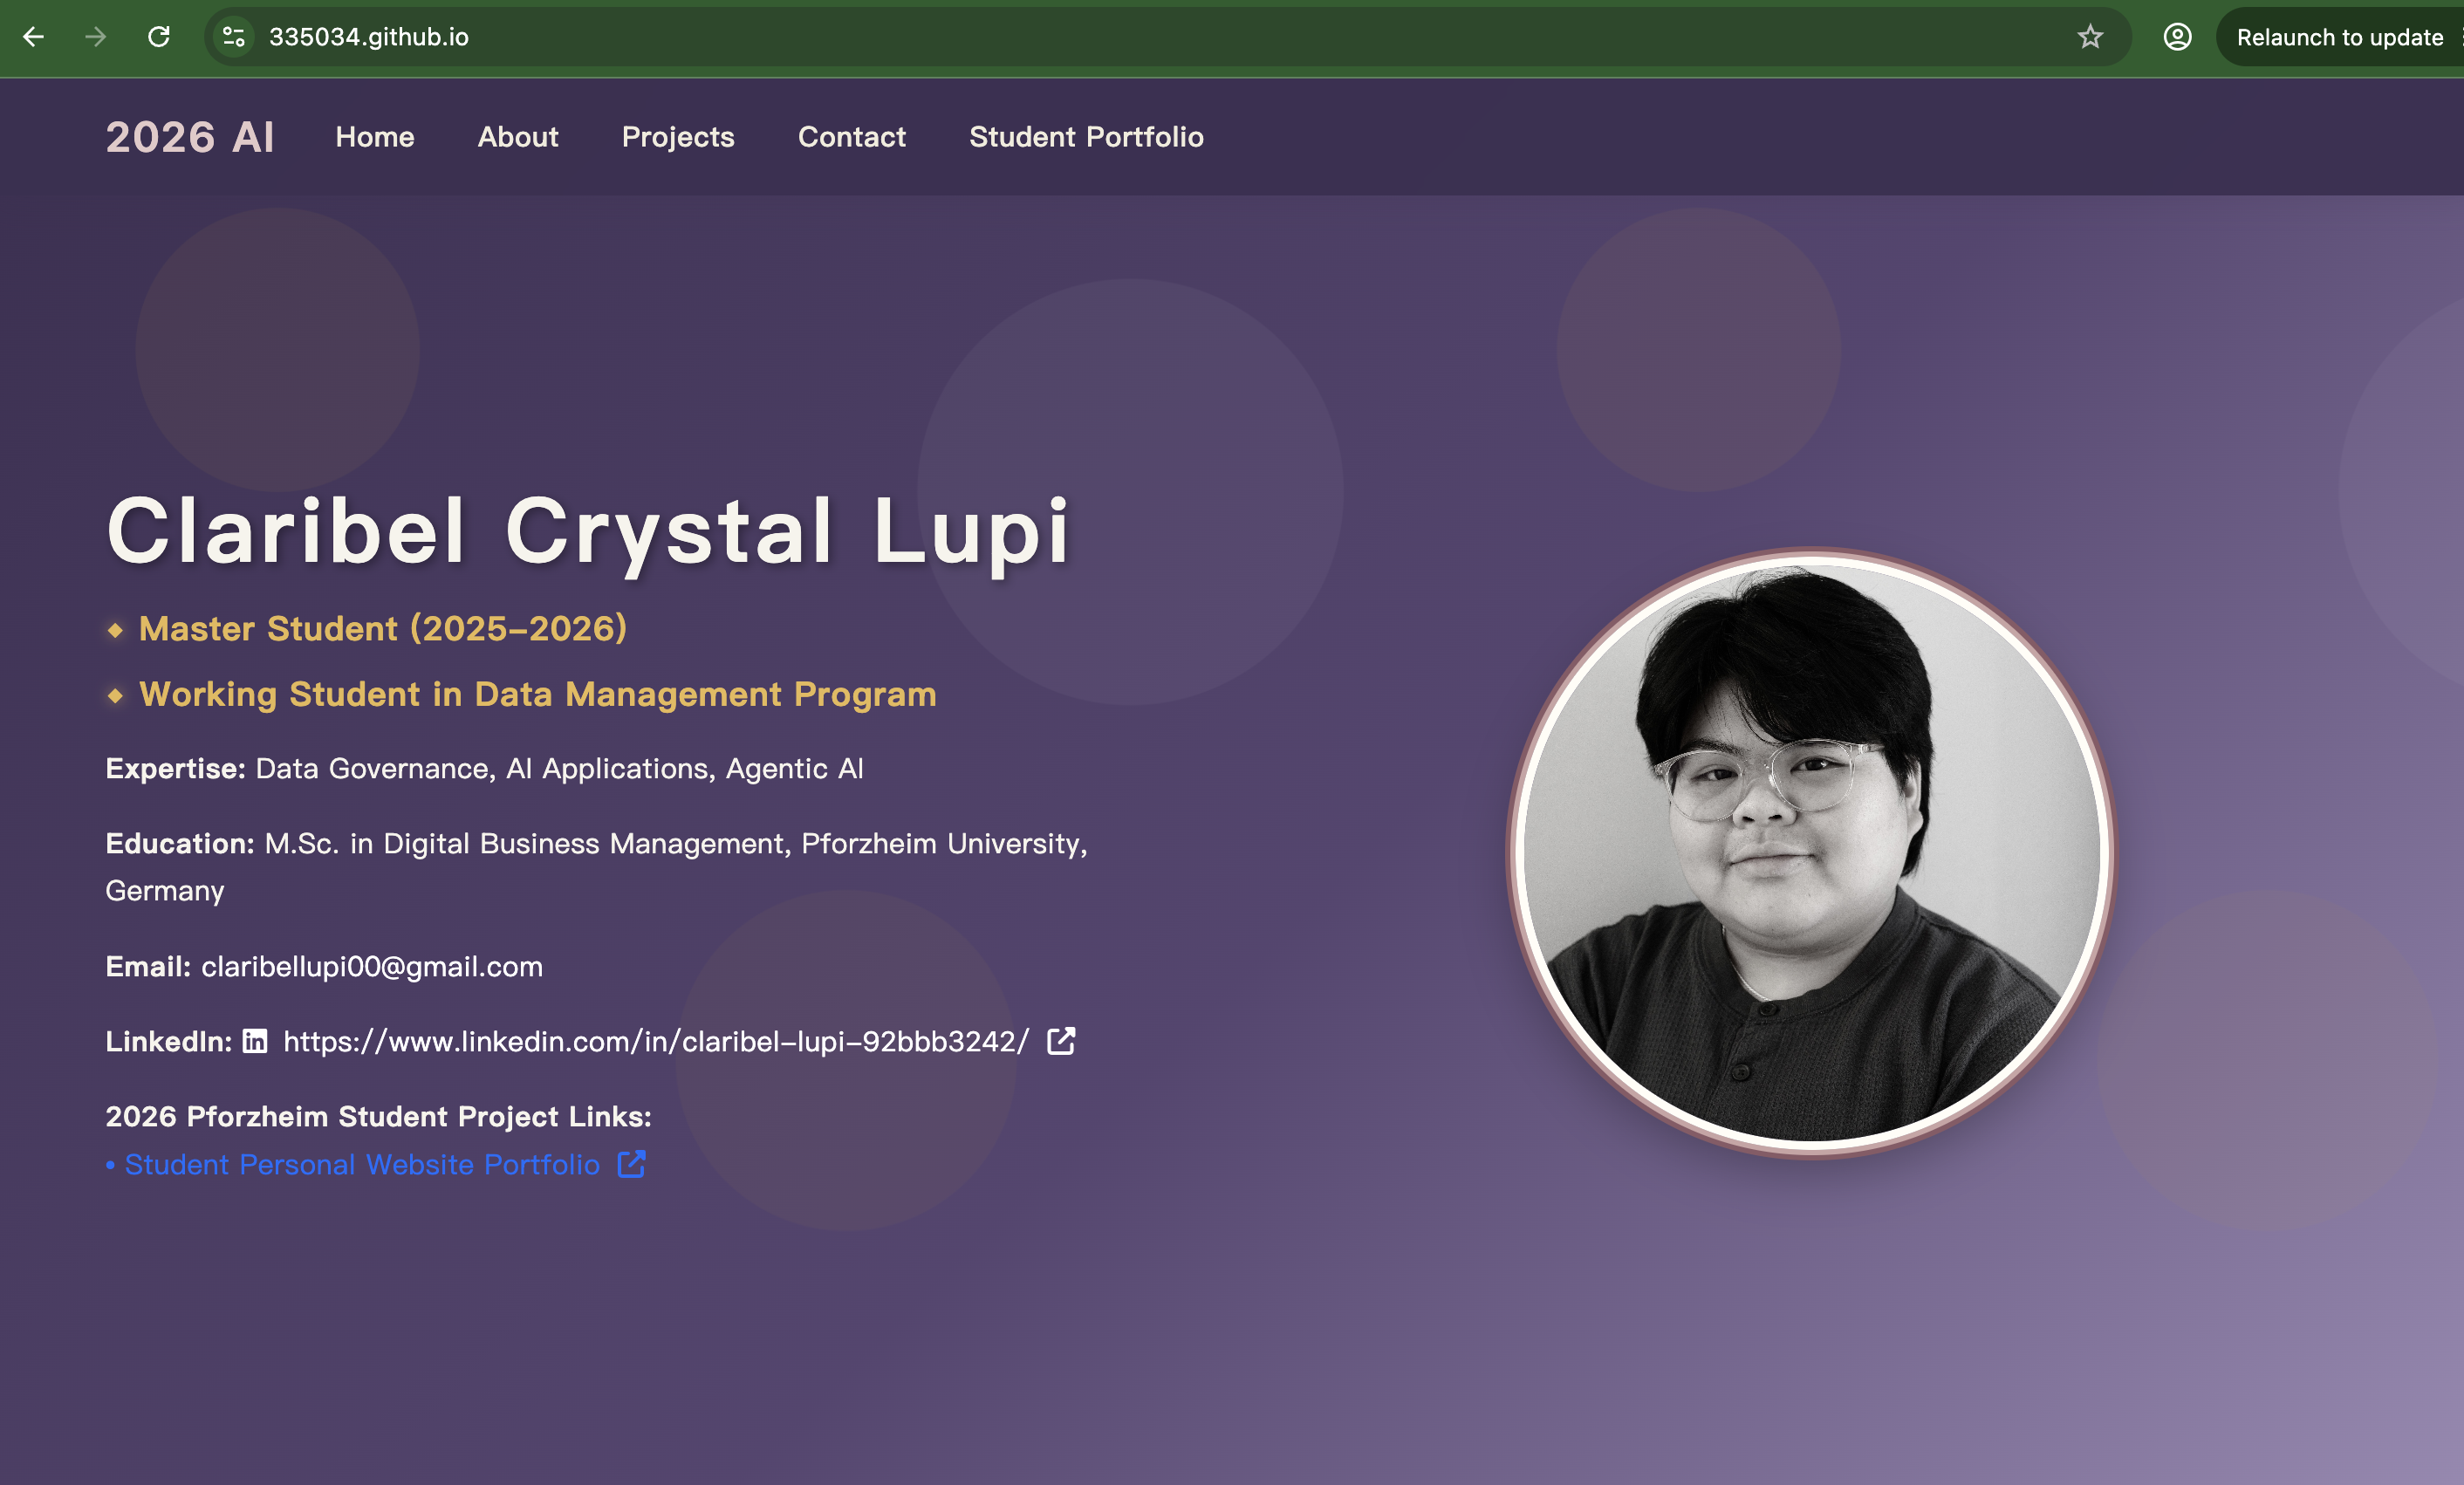 335034.github.io
Relaunch to update
2026 AI Home About Projects Contact Student Portfolio
Claribel Crystal Lupi
Master Student (2025–2026)
Working Student in Data Management Program
Expertise: Data Governance, AI Applications, Agentic AI
Education: M.Sc. in Digital Business Management, Pforzheim University,
Germany
Email: claribellupi00@gmail.com
LinkedIn: in https://www.linkedin.com/in/claribel-lupi-92bbb3242/
2026 Pforzheim Student Project Links:
• Student Personal Website Portfolio